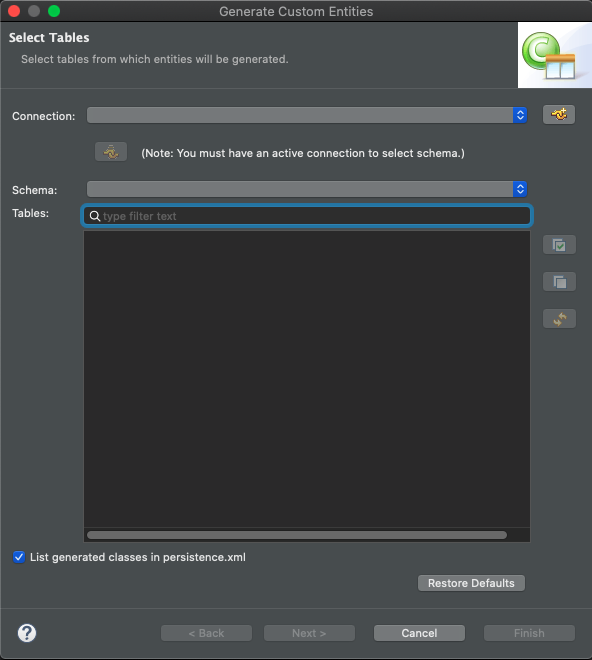 Generate Custom Entities
Select Tables
Select tables from which entities will be generated.
C
Connection:
(Note: You must have an active connection to select schema.)
Schema:
Tables:
type filter text
List generated classes in persistence.xml
Restore Defaults
?
< Back
Next >
Cancel
Finish